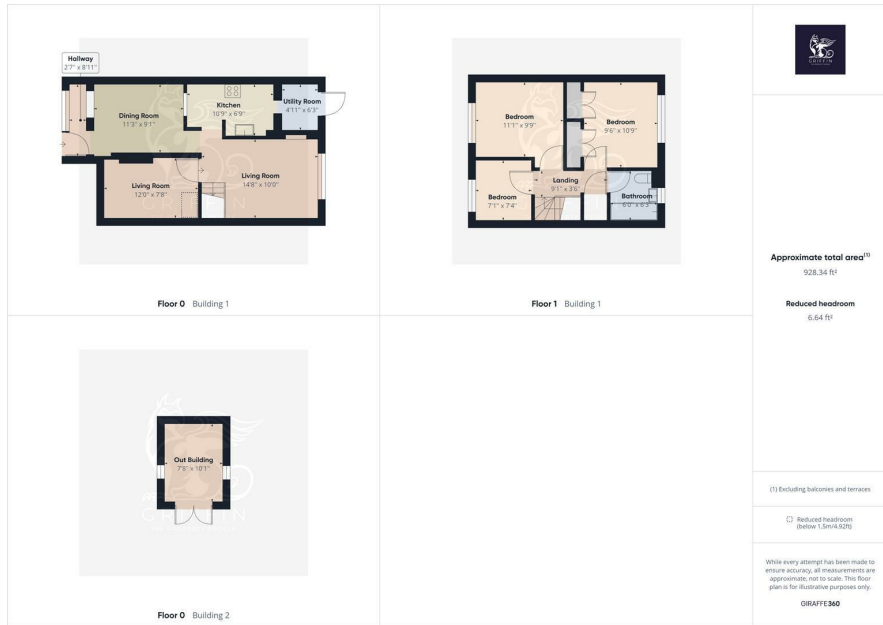 Hallway
2'7" x 8'11"
Dining Room
11'3" x 9'1"
Kitchen
10'9" x 6'9"
Utility Room
4'11" x 6'3"
Living Room
12'0" x 7'8"
Living Room
14'8" x 10'0"
GRIFFIN
Floor 0 Building 1
Bedroom
11'1" x 9'9"
Bedroom
9'6" x 10'9"
Landing
9'1" x 3'6"
Bedroom
7'1" x 7'4"
Bathroom
6'0" x 6'3"
Floor 1 Building 1
Out Building
7'8" x 10'1"
GRIFFIN
Floor 0 Building 2
GRIFFIN
Approximate total area(1)
928.34 ft²
Reduced headroom
6.64 ft²
(1) Excluding balconies and terraces
Reduced headroom
(below 1.5m/4.92ft)
While every attempt has been made to
ensure accuracy, all measurements are
approximate, not to scale. This floor
plan is for illustrative purposes only.
GIRAFFE360